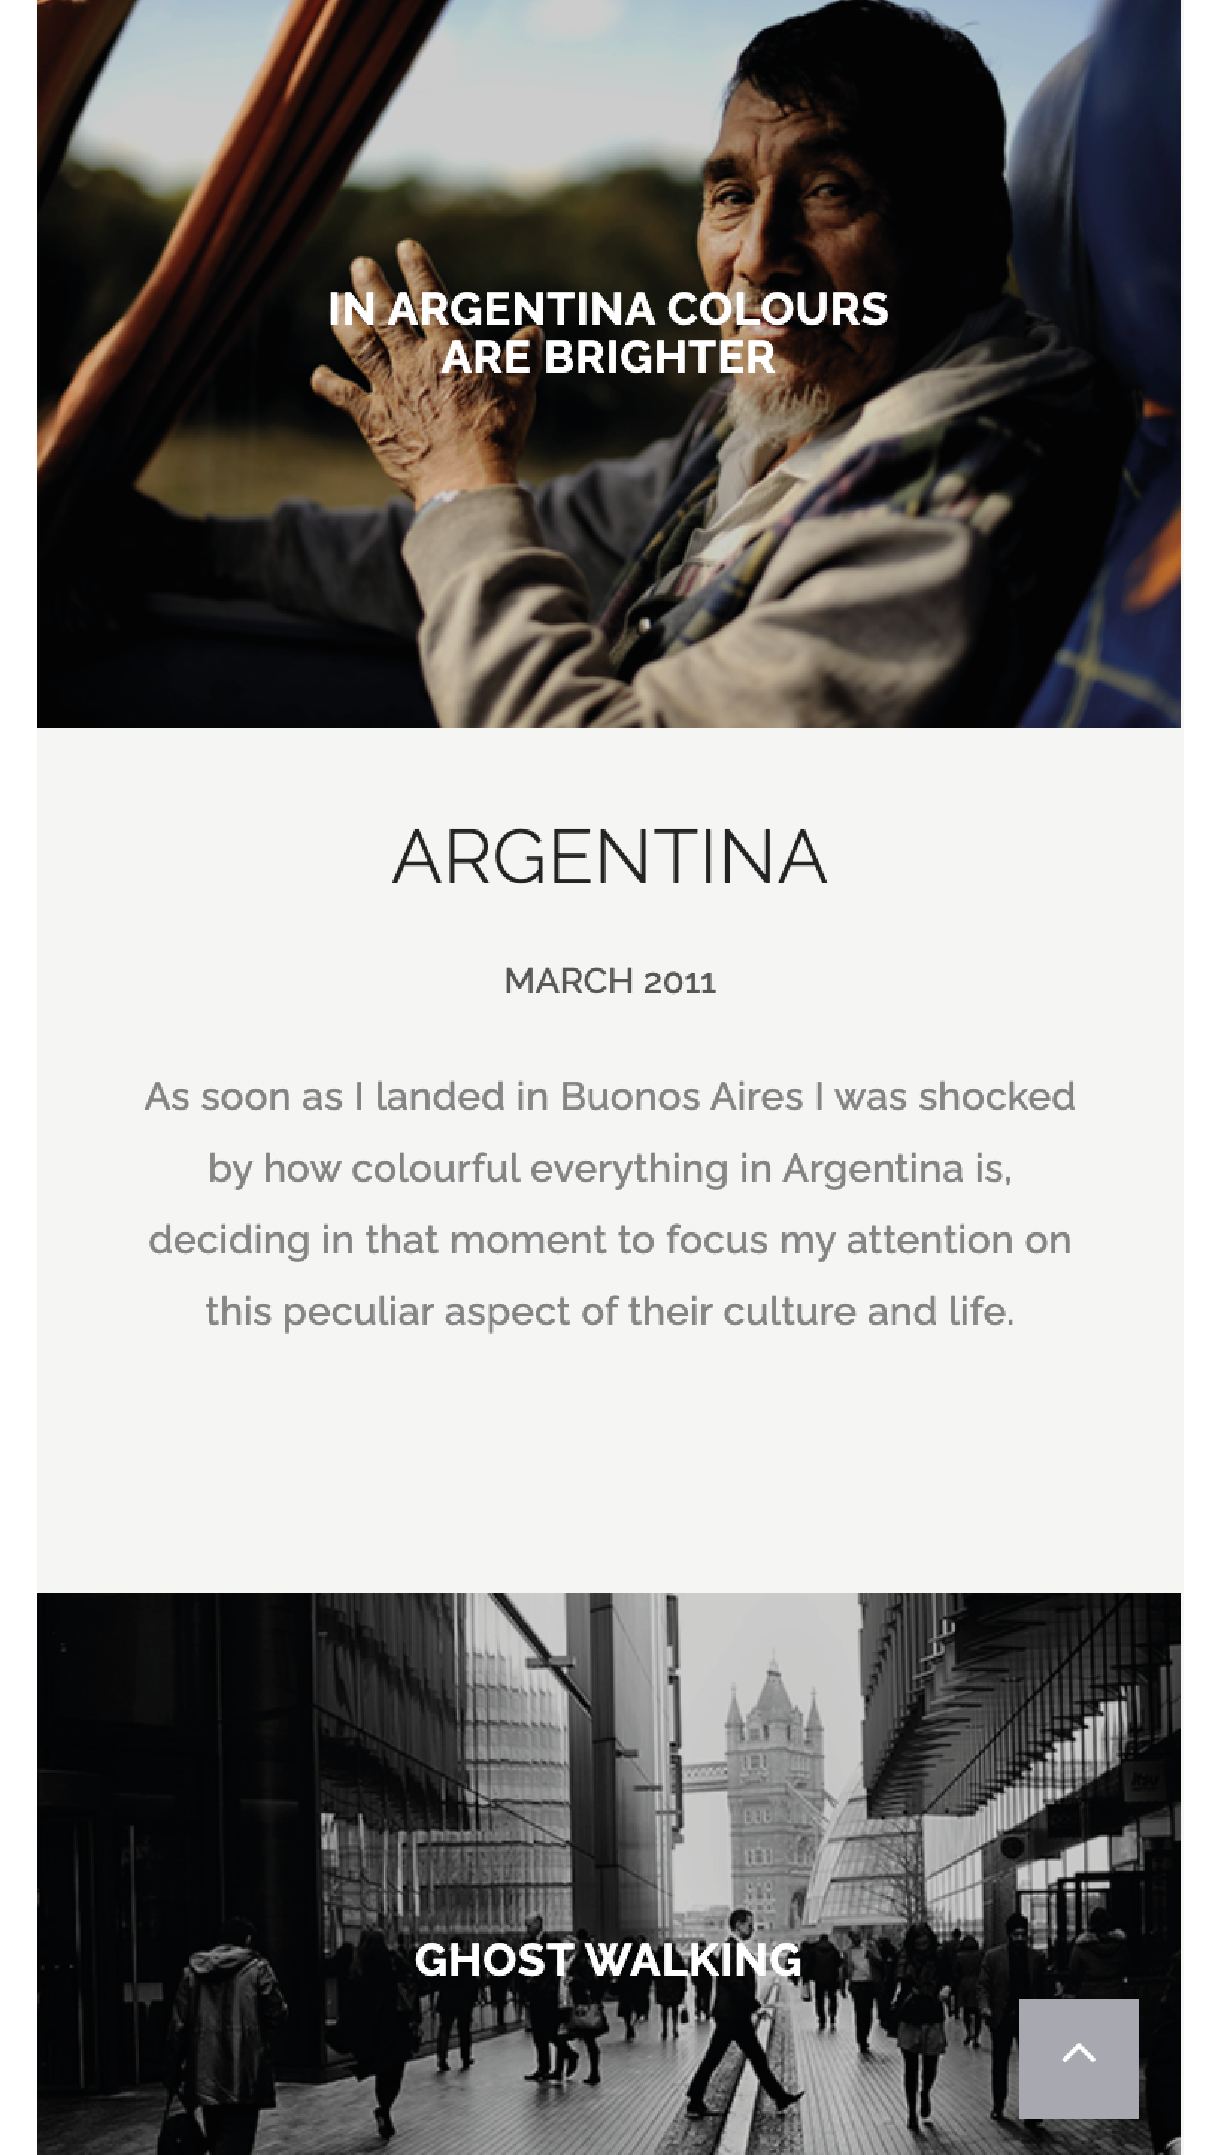 IN ARGENTINA COLOURS
ARE BRIGHTER
ARGENTINA
MARCH 2011
As soon as I landed in Buonos Aires I was shocked
by how colourful everything in Argentina is,
deciding in that moment to focus my attention on
this peculiar aspect of their culture and life.
itsu
GHOST WALKING